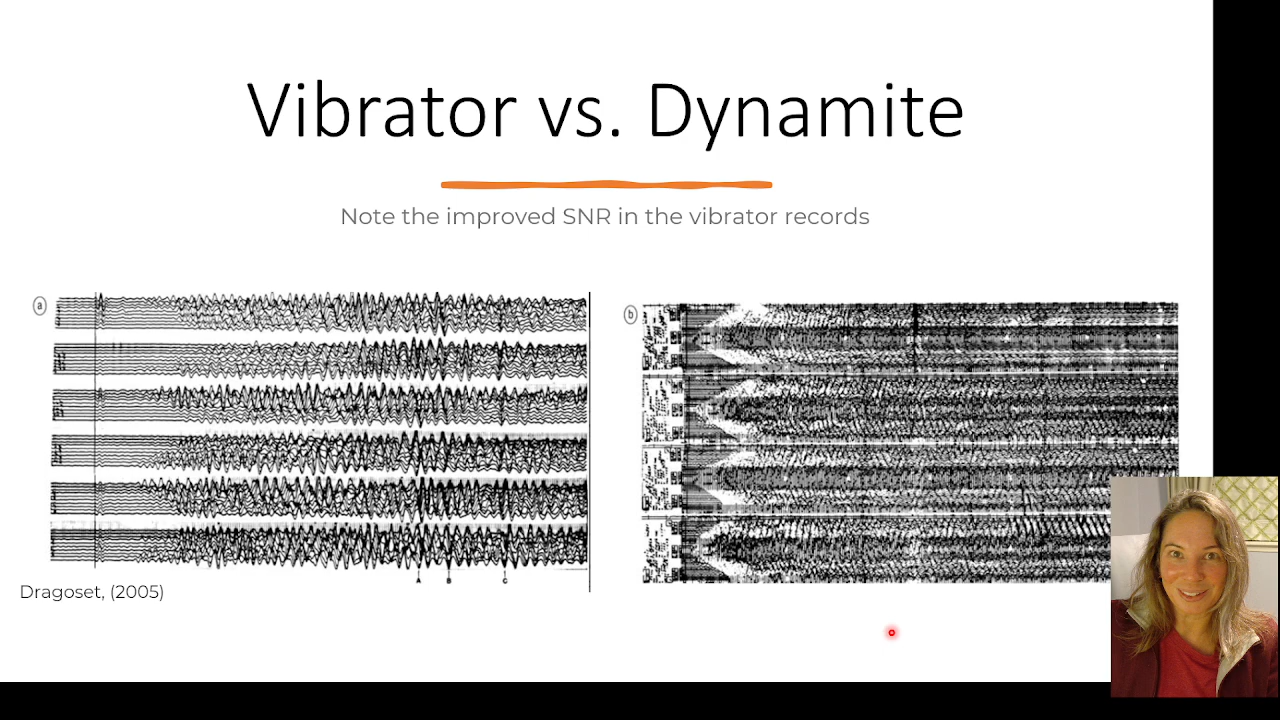 Vibrator vs. Dynamite
Note the improved SNR in the vibrator records
a
b
A B C
Dragoset, (2005)